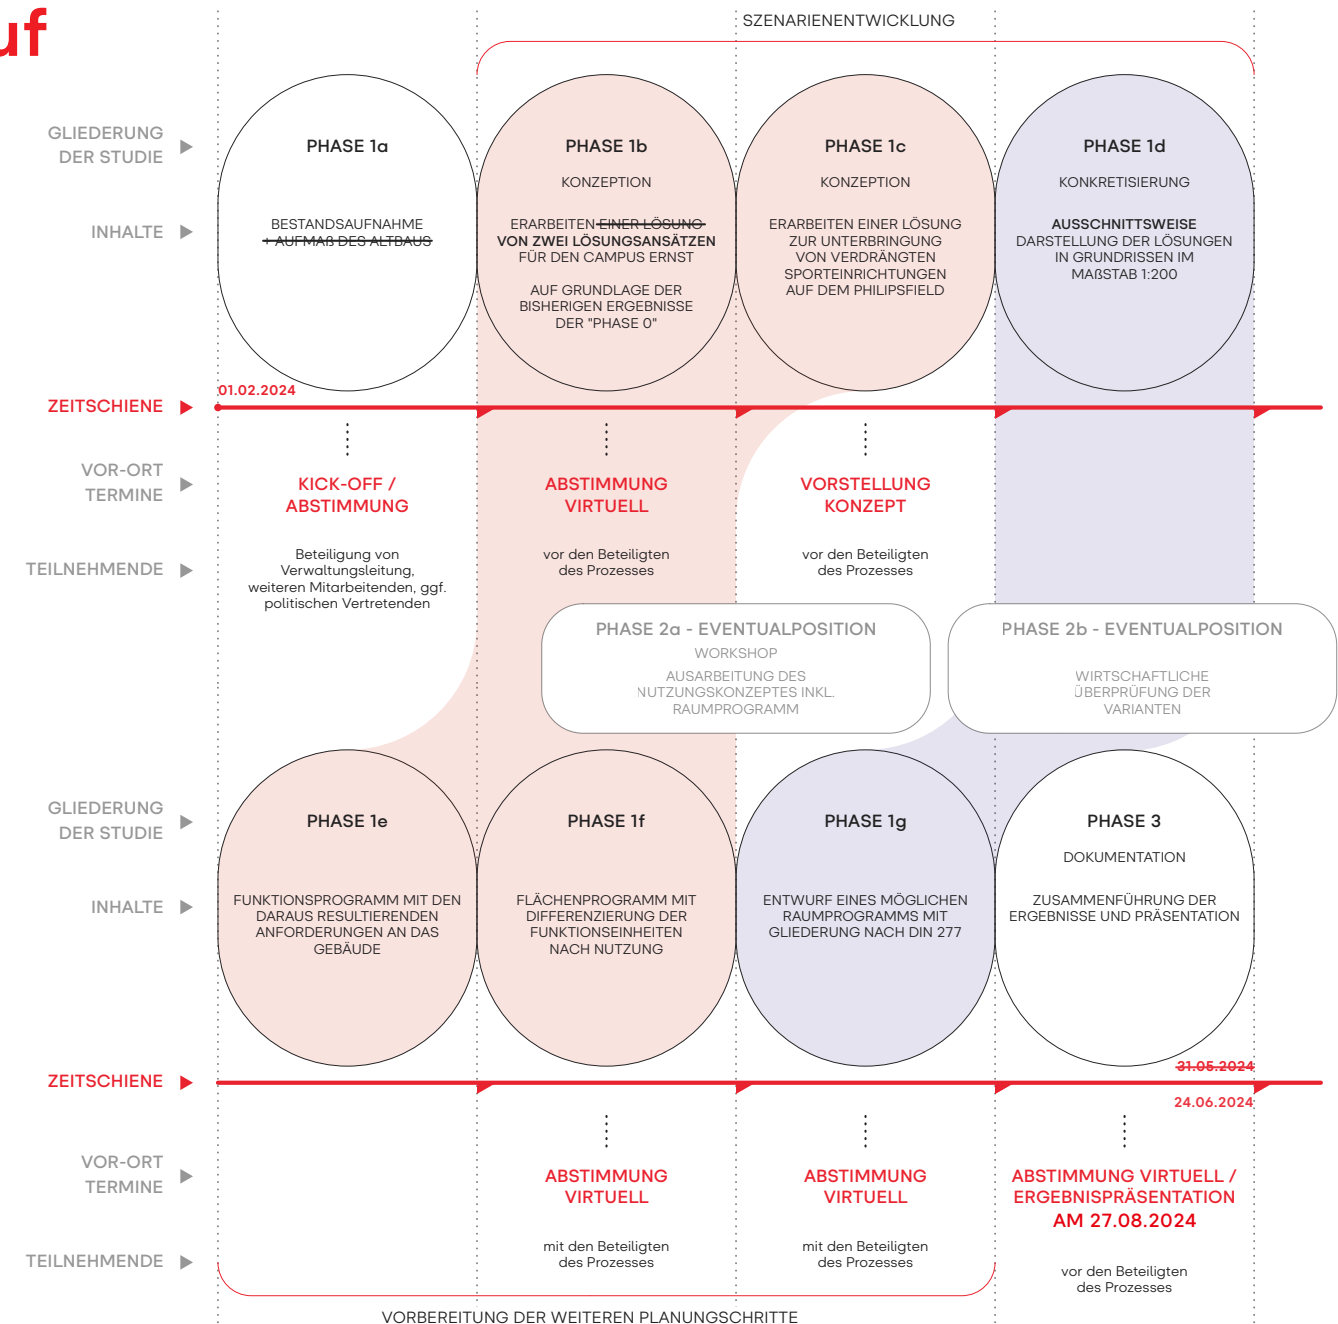 uf
SZENARIENENTWICKLUNG
GLIEDERUNG
DER STUDIE
PHASE 1a
PHASE 1b
KONZEPTION
PHASE 1c
KONZEPTION
PHASE 1d
KONKRETISIERUNG
INHALTE
BESTANDSAUFNAHME
+ AUFMAß DES ALTBAUS
ERARBEITEN EINER LÖSUNG
VON ZWEI LÖSUNGSANSÄTZEN
FÜR DEN CAMPUS ERNST
AUF GRUNDLAGE DER
BISHERIGEN ERGEBNISSE
DER "PHASE 0"
ERARBEITEN EINER LÖSUNG
ZUR UNTERBRINGUNG
VON VERDRÄNGTEN
SPORTEINRICHTUNGEN
AUF DEM PHILIPSFIELD
AUSSCHNITTSWEISE
DARSTELLUNG DER LÖSUNGEN
IN GRUNDRISSEN IM
MAßSTAB 1:200
01.02.2024
ZEITSCHIENE
VOR-ORT
TERMINE
KICK-OFF /
ABSTIMMUNG
ABSTIMMUNG
VIRTUELL
VORSTELLUNG
KONZEPT
TEILNEHMENDE
Beteiligung von
Verwaltungsleitung,
weiteren Mitarbeitenden, ggf.
politischen Vertretenden
vor den Beteiligten
des Prozesses
vor den Beteiligten
des Prozesses
PHASE 2a - EVENTUALPOSITION
WORKSHOP
AUSARBEITUNG DES
NUTZUNGSKONZEPTES INKL.
RAUMPROGRAMM
PHASE 2b - EVENTUALPOSITION
WIRTSCHAFTLICHE
ÜBERPRÜFUNG DER
VARIANTEN
GLIEDERUNG
DER STUDIE
PHASE 1e
PHASE 1f
PHASE 1g
PHASE 3
DOKUMENTATION
INHALTE
FUNKTIONSPROGRAMM MIT DEN
DARAUS RESULTIERENDEN
ANFORDERUNGEN AN DAS
GEBÄUDE
FLÄCHENPROGRAMM MIT
DIFFERENZIERUNG DER
FUNKTIONSEINHEITEN
NACH NUTZUNG
ENTWURF EINES MÖGLICHEN
RAUMPROGRAMMS MIT
GLIEDERUNG NACH DIN 277
ZUSAMMENFÜHRUNG DER
ERGEBNISSE UND PRÄSENTATION
31.05.2024
ZEITSCHIENE
24.06.2024
VOR-ORT
TERMINE
ABSTIMMUNG
VIRTUELL
ABSTIMMUNG
VIRTUELL
ABSTIMMUNG VIRTUELL /
ERGEBNISPRÄSENTATION
AM 27.08.2024
TEILNEHMENDE
mit den Beteiligten
des Prozesses
mit den Beteiligten
des Prozesses
vor den Beteiligten
des Prozesses
VORBEREITUNG DER WEITEREN PLANUNGSCHRITTE